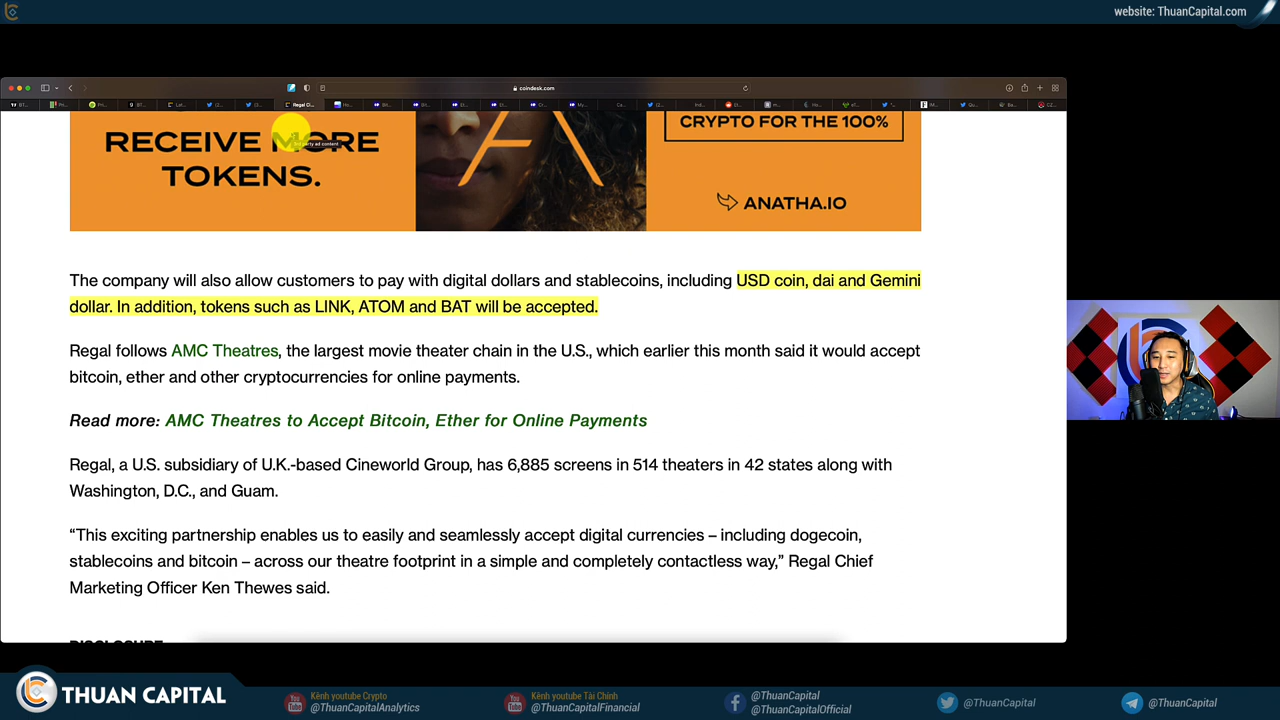 website: ThuanCapital.com
coindesk.com
RECEIVE MORE
TOKENS.
3rd party ad content
CRYPTO FOR THE 100%
ANATHA.IO
The company will also allow customers to pay with digital dollars and stablecoins, including USD coin, dai and Gemini
dollar. In addition, tokens such as LINK, ATOM and BAT will be accepted.
Regal follows AMC Theatres, the largest movie theater chain in the U.S., which earlier this month said it would accept
bitcoin, ether and other cryptocurrencies for online payments.
Read more: AMC Theatres to Accept Bitcoin, Ether for Online Payments
Regal, a U.S. subsidiary of U.K.-based Cineworld Group, has 6,885 screens in 514 theaters in 42 states along with
Washington, D.C., and Guam.
“This exciting partnership enables us to easily and seamlessly accept digital currencies – including dogecoin,
stablecoins and bitcoin – across our theatre footprint in a simple and completely contactless way,” Regal Chief
Marketing Officer Ken Thewes said.
DISCLOSURE
THUAN CAPITAL
Kênh youtube Crypto
@ThuanCapitalAnalytics
Kênh youtube Tài Chính
@ThuanCapitalFinancial
@ThuanCapital
@ThuanCapitalOfficial
@ThuanCapital
@ThuanCapital